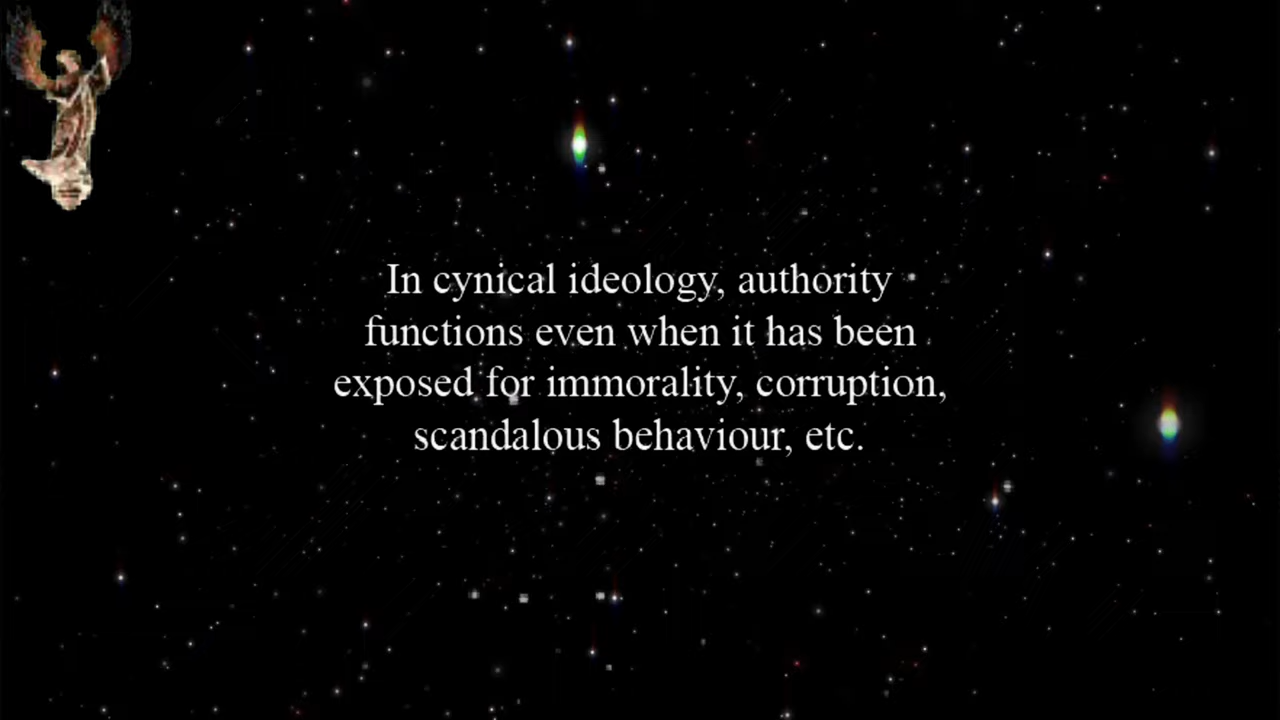 In cynical ideology, authority
functions even when it has been
exposed for immorality, corruption,
scandalous behaviour, etc.